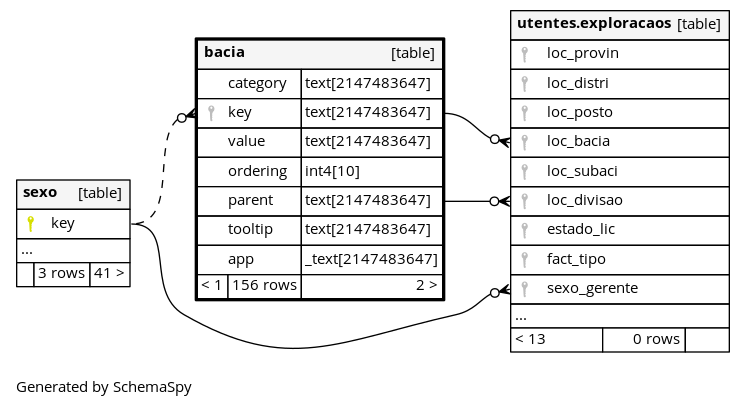 sexo [table]
key
...
3 rows 41 >
bacia [table]
category text[2147483647]
key text[2147483647]
value text[2147483647]
ordering int4[10]
parent text[2147483647]
tooltip text[2147483647]
app _text[2147483647]
< 1 156 rows 2 >
utentes.exploracaos [table]
loc_provin
loc_distri
loc_posto
loc_bacia
loc_subaci
loc_divisao
estado_lic
fact_tipo
sexo_gerente
...
< 13 0 rows
Generated by SchemaSpy